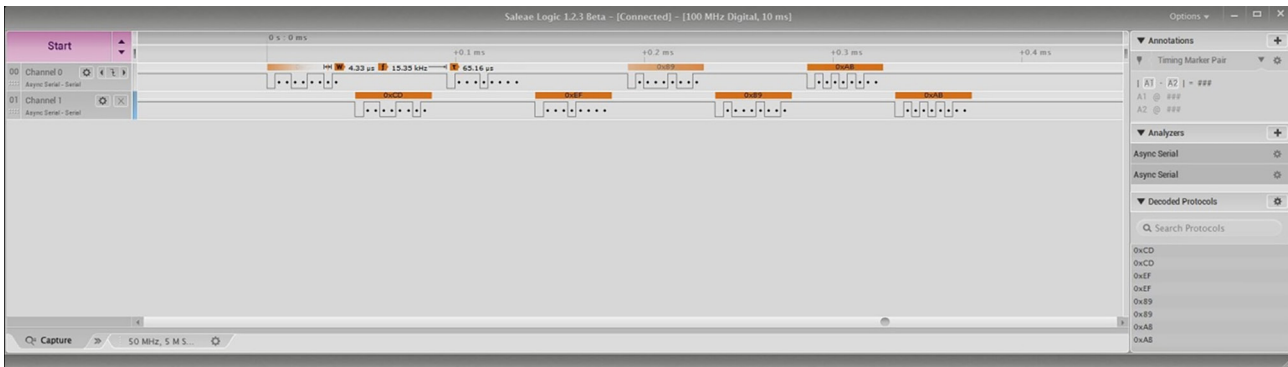 Saleae Logic 1.2.3 Beta - [Connected] - [100 MHz Digital, 10 ms]
Options
Start
0 s : 0 ms
+0.1 ms
+0.2 ms
+0.3 ms
+0.4 ms
Annotations
00 Channel 0
Async Serial - Serial
W 4.33 µs f 15.35 kHz T 65.16 µs
0x89
0xAB
Timing Marker Pair
01 Channel 1
Async Serial - Serial
0xCD
0xEF
0x89
0xAB
| A1 - A2 | = ###
A1 @ ###
A2 @ ###
Analyzers
Async Serial
Async Serial
Decoded Protocols
Search Protocols
0xCD
0xCD
0xEF
0xEF
0x89
0x89
0xAB
0xAB
Capture
50 MHz, 5 M S...